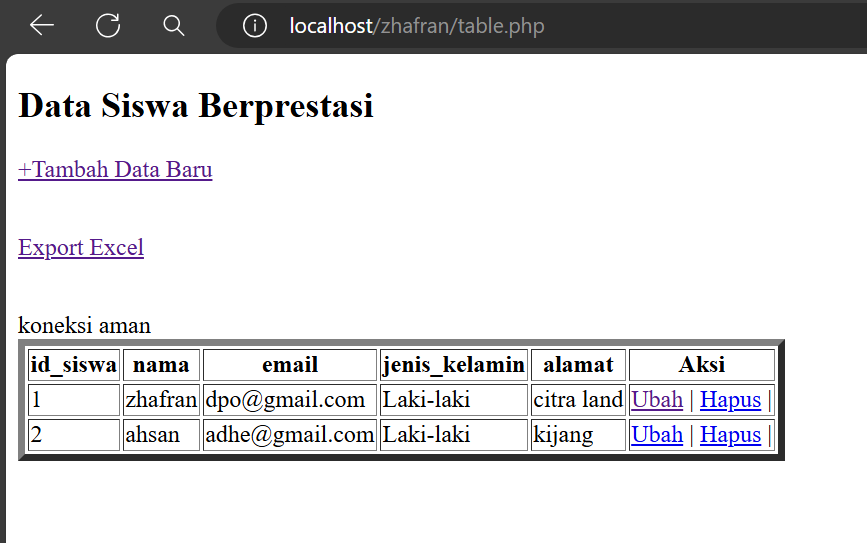 localhost/zhafran/table.php
Data Siswa Berprestasi
+Tambah Data Baru
Export Excel
koneksi aman
id_siswa nama email jenis_kelamin alamat Aksi
1 zhafran dpo@gmail.com Laki-laki citra land Ubah | Hapus |
2 ahsan adhe@gmail.com Laki-laki kijang Ubah | Hapus |